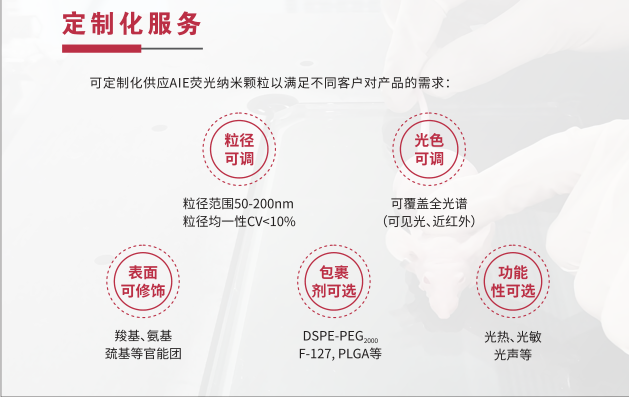 定制化服务
可定制化供应AIE荧光纳米颗粒以满足不同客户对产品的需求：
粒径
可调
光色
可调
粒径范围50-200nm
粒径均一性CV<10%
可覆盖全光谱
（可见光、近红外）
表面
可修饰
包裹
剂可选
功能
性可选
羧基、氨基
巯基等官能团
DSPE-PEG2000
F-127, PLGA等
光热、光敏
光声等